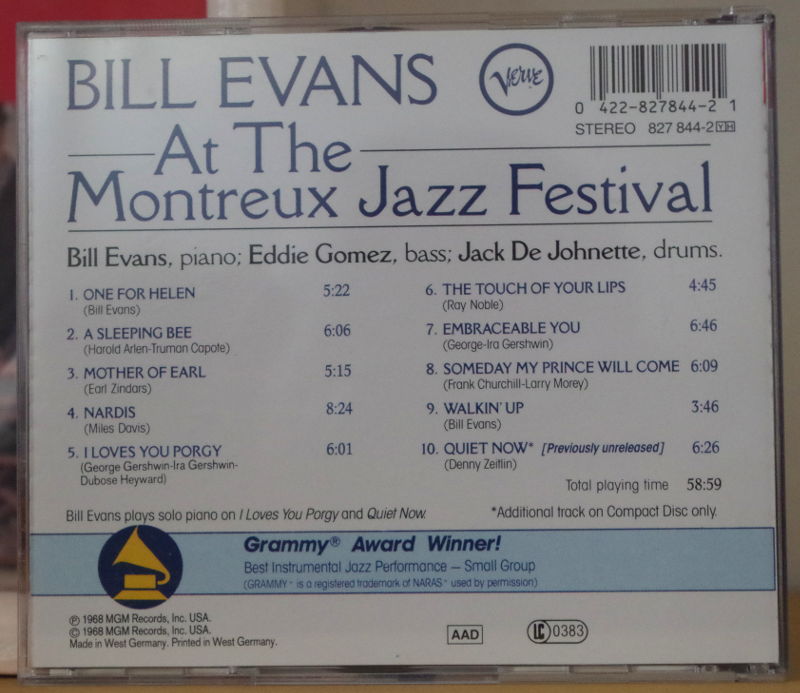 BILL EVANS
Verve
0 422-827844-2 1
STEREO 827 844-2 YH
At The
Montreux Jazz Festival
Bill Evans, piano; Eddie Gomez, bass; Jack De Johnette, drums.
1. ONE FOR HELEN 5:22
(Bill Evans)
2. A SLEEPING BEE 6:06
(Harold Arlen-Truman Capote)
3. MOTHER OF EARL 5:15
(Earl Zindars)
4. NARDIS 8:24
(Miles Davis)
5. I LOVES YOU PORGY 6:01
(George Gershwin-Ira Gershwin-
Dubose Heyward)
6. THE TOUCH OF YOUR LIPS 4:45
(Ray Noble)
7. EMBRACEABLE YOU 6:46
(George-Ira Gershwin)
8. SOMEDAY MY PRINCE WILL COME 6:09
(Frank Churchill-Larry Morey)
9. WALKIN' UP 3:46
(Bill Evans)
10. QUIET NOW* [Previously unreleased] 6:26
(Denny Zeitlin)
Total playing time 58:59
Bill Evans plays solo piano on I Loves You Porgy and Quiet Now.
*Additional track on Compact Disc only.
Grammy® Award Winner!
Best Instrumental Jazz Performance – Small Group
(GRAMMY™ is a registered trademark of NARAS™ used by permission)
℗ 1968 MGM Records, Inc. USA.
© 1968 MGM Records, Inc. USA.
Made in West Germany. Printed in West Germany.
AAD
LC 0383